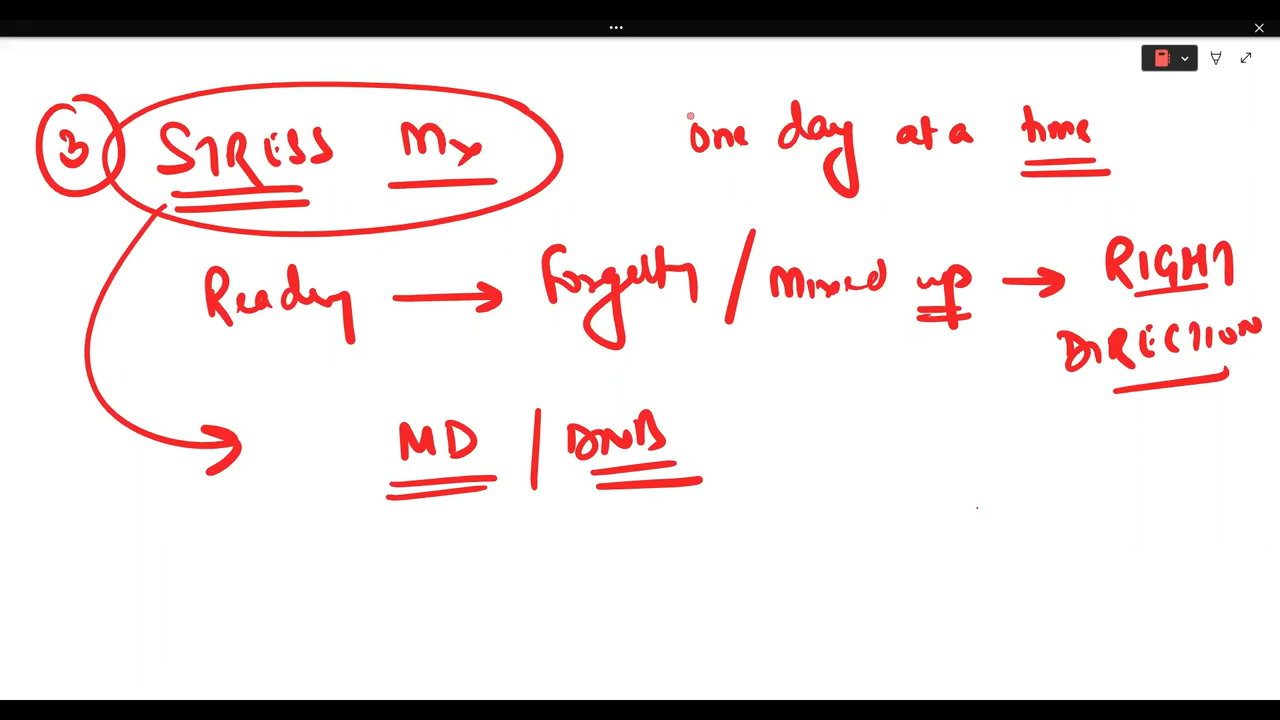 3 STRESS Mx one day at a time
Reading → Forgetting / Mixed up → RIGHT
DIRECTION
MD / DNB